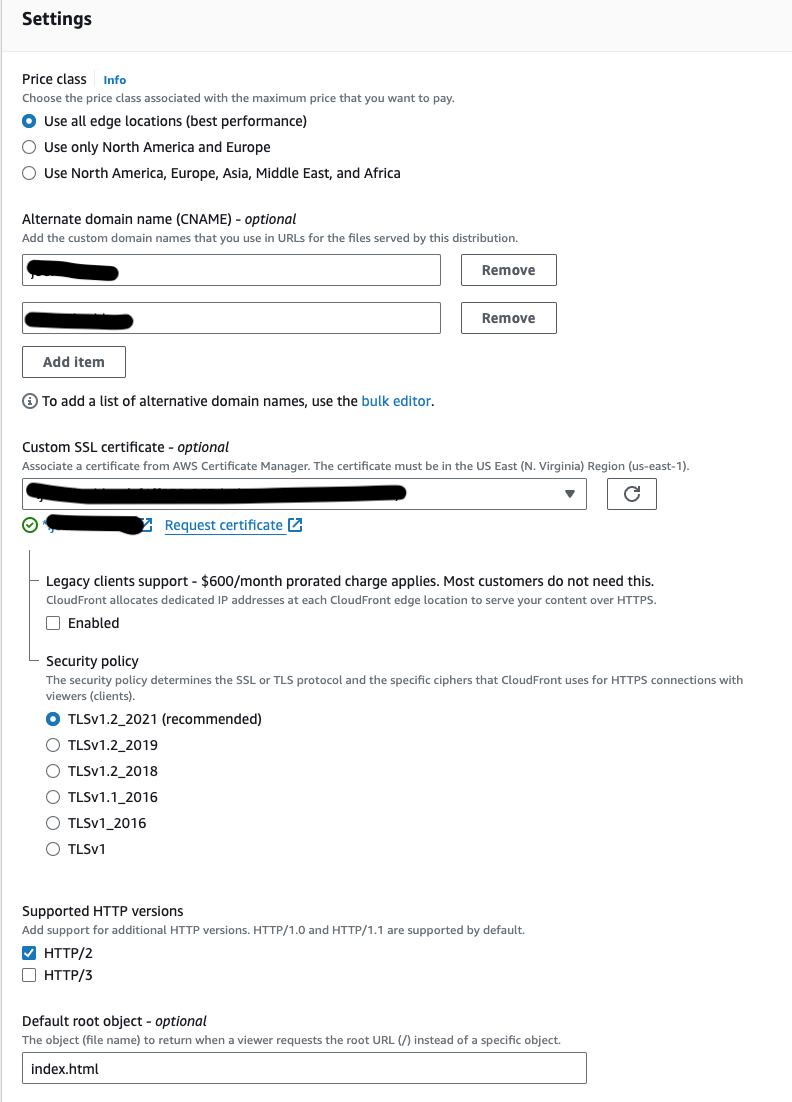 Settings
Price class Info
Choose the price class associated with the maximum price that you want to pay.
Use all edge locations (best performance)
Use only North America and Europe
Use North America, Europe, Asia, Middle East, and Africa
Alternate domain name (CNAME) - optional
Add the custom domain names that you use in URLs for the files served by this distribution.
Remove
Remove
Add item
To add a list of alternative domain names, use the bulk editor.
Custom SSL certificate - optional
Associate a certificate from AWS Certificate Manager. The certificate must be in the US East (N. Virginia) Region (us-east-1).
Request certificate
Legacy clients support - $600/month prorated charge applies. Most customers do not need this.
CloudFront allocates dedicated IP addresses at each CloudFront edge location to serve your content over HTTPS.
Enabled
Security policy
The security policy determines the SSL or TLS protocol and the specific ciphers that CloudFront uses for HTTPS connections with
viewers (clients).
TLSv1.2_2021 (recommended)
TLSv1.2_2019
TLSv1.2_2018
TLSv1.1_2016
TLSv1_2016
TLSv1
Supported HTTP versions
Add support for additional HTTP versions. HTTP/1.0 and HTTP/1.1 are supported by default.
HTTP/2
HTTP/3
Default root object - optional
The object (file name) to return when a viewer requests the root URL (/) instead of a specific object.
index.html